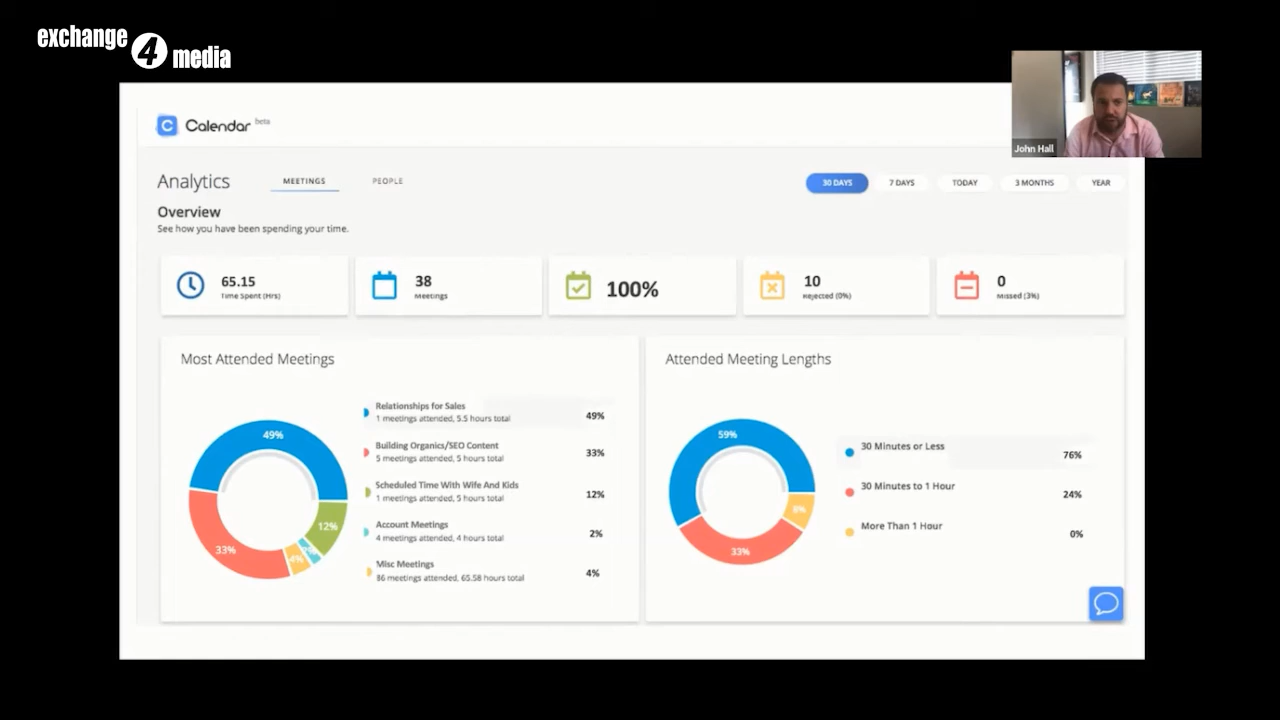 exchange
4
media
John Hall
C Calendar beta
Analytics MEETINGS PEOPLE
30 DAYS 7 DAYS TODAY 3 MONTHS YEAR
Overview
See how you have been spending your time.
65.15
Time Spent (Hrs)
38
Meetings
100%
10
Rejected (0%)
0
Missed (3%)
Most Attended Meetings
49%
12%
4%
33%
Relationships for Sales
1 meetings attended, 5.5 hours total
49%
Building Organics/SEO Content
5 meetings attended, 5 hours total
33%
Scheduled Time With Wife And Kids
1 meetings attended, 5 hours total
12%
Account Meetings
4 meetings attended, 4 hours total
2%
Misc Meetings
86 meetings attended, 65.58 hours total
4%
Attended Meeting Lengths
59%
8%
33%
30 Minutes or Less
76%
30 Minutes to 1 Hour
24%
More Than 1 Hour
0%